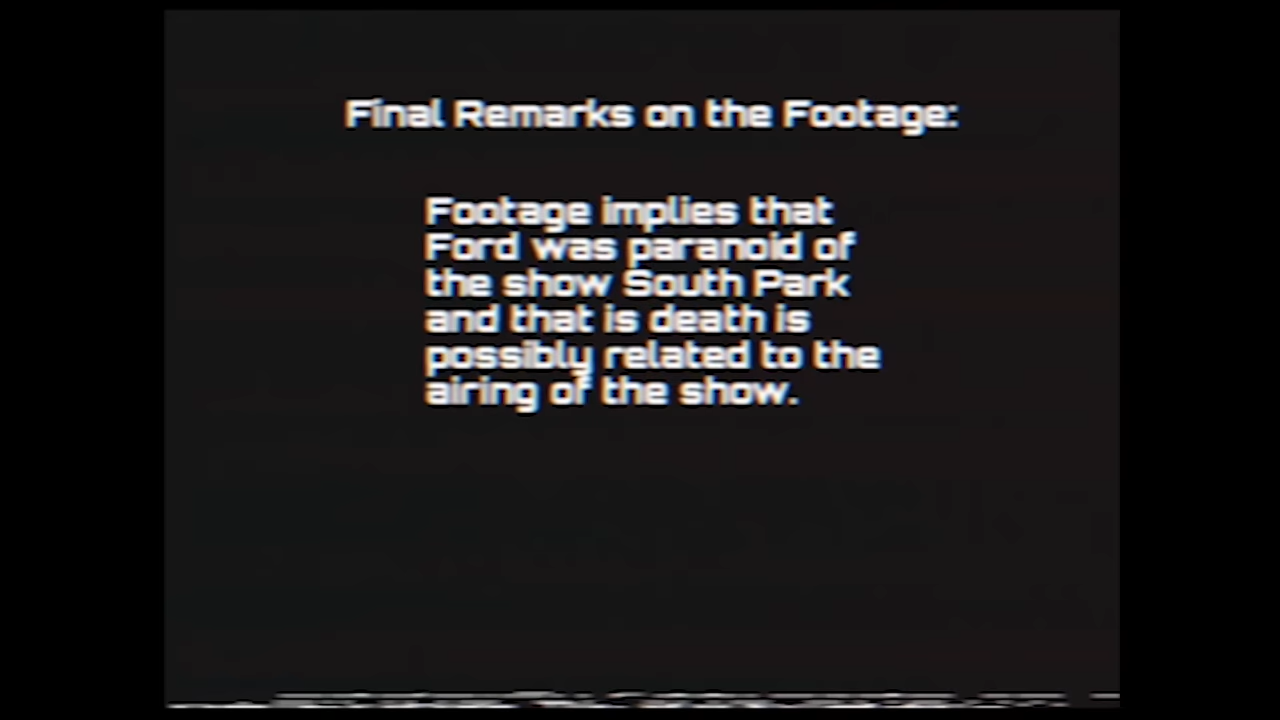 Final Remarks on the Footage:
Footage implies that
Ford was paranoid of
the show South Park
and that is death is
possibly related to the
airing of the show.